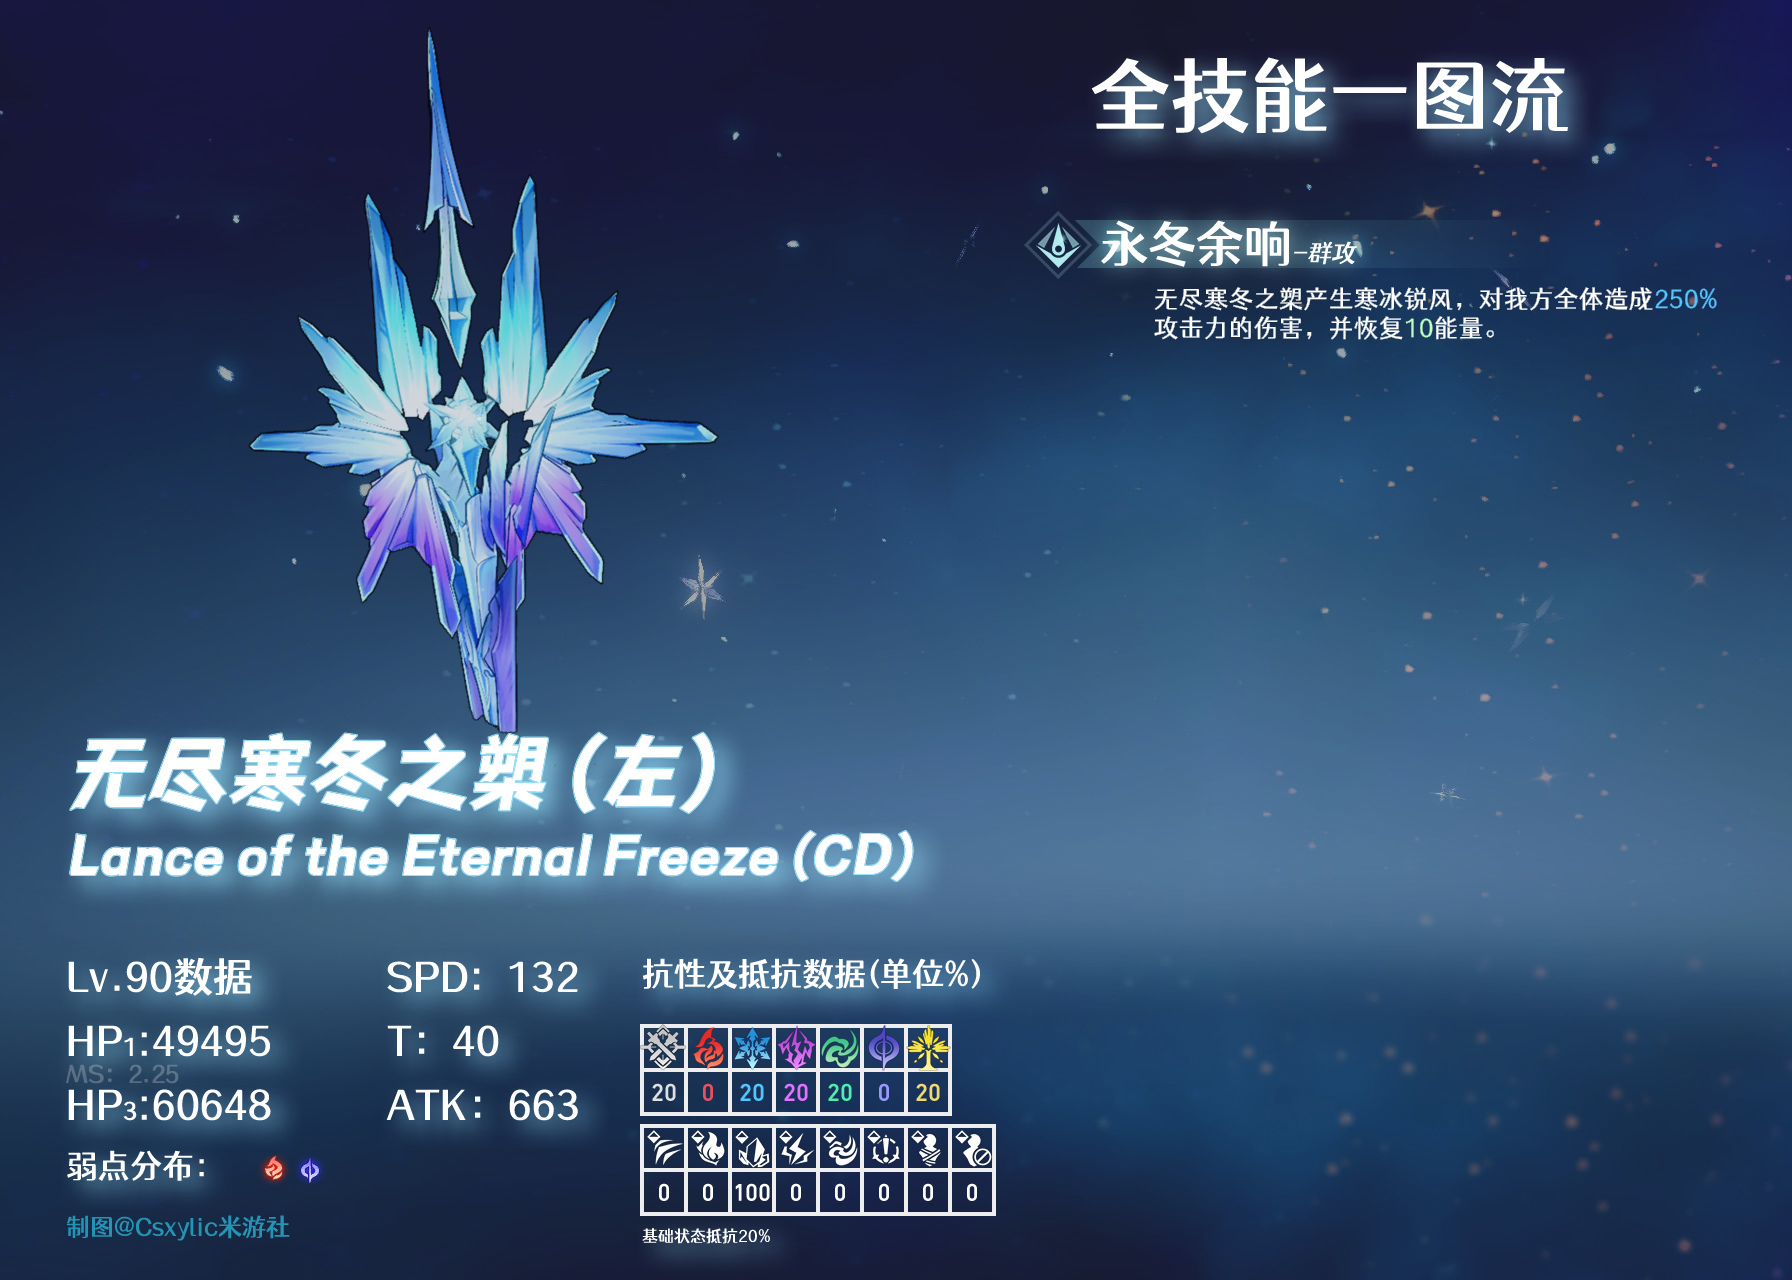 全技能一图流
永冬余响-群攻
无尽寒冬之槊产生寒冰锐风，对我方全体造成250%
攻击力的伤害，并恢复10能量。
无尽寒冬之槊（左）
Lance of the Eternal Freeze (CD)
Lv.90数据
SPD: 132
HP1:49495
T: 40
MS: 2.25
HP3:60648
ATK: 663
弱点分布:
制图@Csxylic米游社
抗性及抵抗数据(单位%)
20 0 20 20 20 0 20
0 0 100 0 0 0 0 0
基础状态抵抗20%